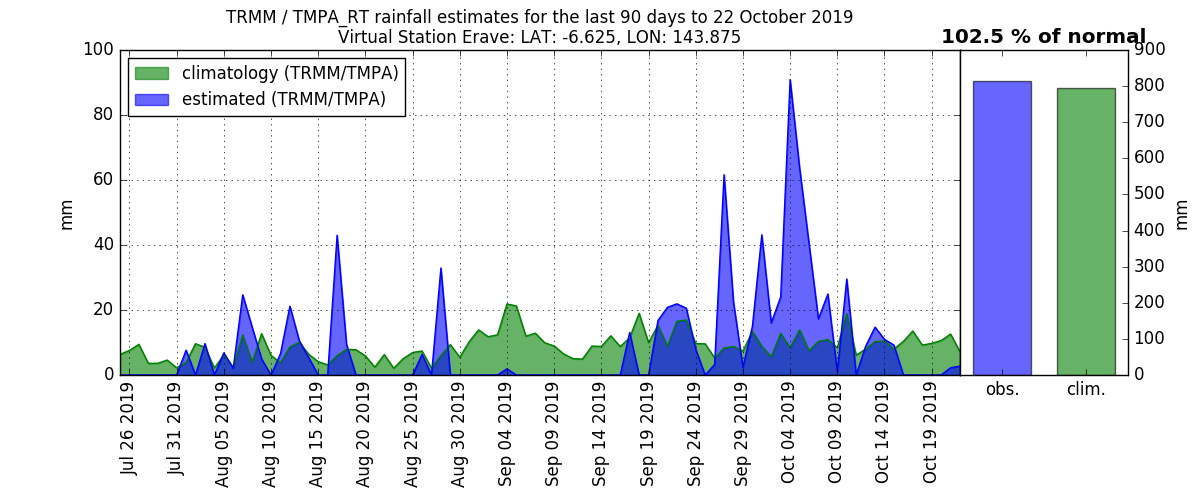 TRMM / TMPA_RT rainfall estimates for the last 90 days to 22 October 2019
Virtual Station Erave: LAT: -6.625, LON: 143.875
102.5 % of normal
climatology (TRMM/TMPA)
estimated (TRMM/TMPA)
100
80
60
40
20
0
mm
900
800
700
600
500
400
300
200
100
0
mm
Jul 26 2019
Jul 31 2019
Aug 05 2019
Aug 10 2019
Aug 15 2019
Aug 20 2019
Aug 25 2019
Aug 30 2019
Sep 04 2019
Sep 09 2019
Sep 14 2019
Sep 19 2019
Sep 24 2019
Sep 29 2019
Oct 04 2019
Oct 09 2019
Oct 14 2019
Oct 19 2019
obs.
clim.